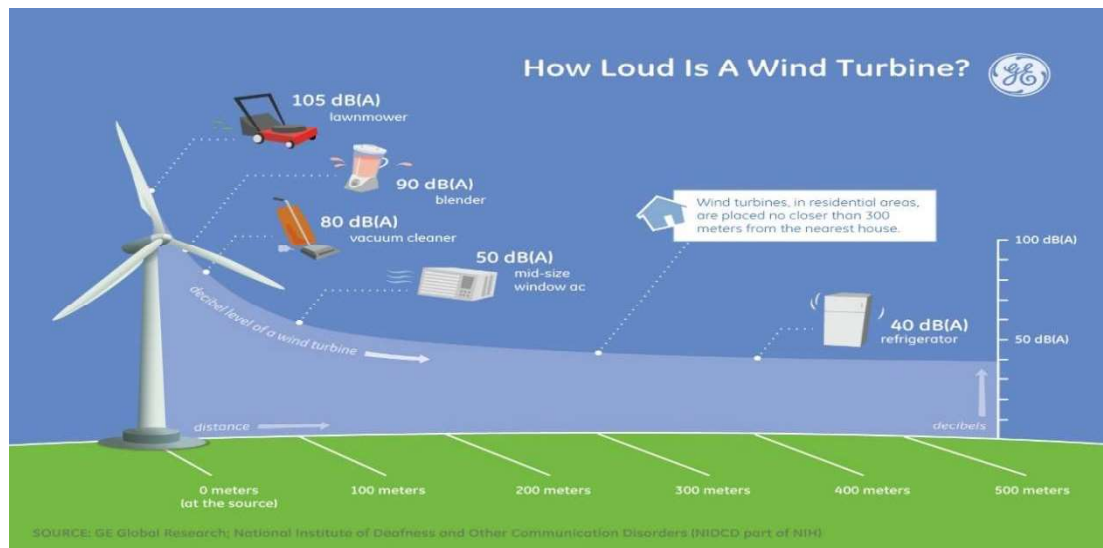 How Loud Is A Wind Turbine?
GE
105 dB(A)
lawnmower
90 dB(A)
blender
80 dB(A)
vacuum cleaner
50 dB(A)
mid-size
window ac
Wind turbines, in residential areas,
are placed no closer than 300
meters from the nearest house.
100 dB(A)
40 dB(A)
refrigerator
50 dB(A)
decibel level of a wind turbine
distance
decibels
0 meters
(at the source)
100 meters
200 meters
300 meters
400 meters
500 meters
SOURCE: GE Global Research; National Institute of Deafness and Other Communication Disorders (NIDCD part of NIH)